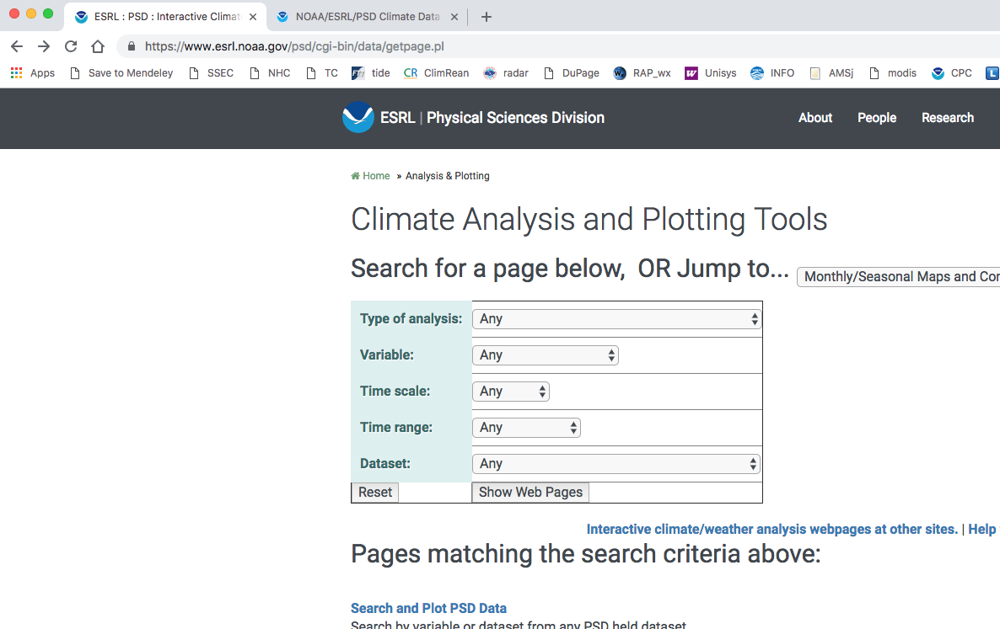 ESRL : PSD : Interactive Climat
NOAA/ESRL/PSD Climate Data
https://www.esrl.noaa.gov/psd/cgi-bin/data/getpage.pl
Apps Save to Mendeley SSEC NHC TC FTT tide CR ClimRean radar DuPage W RAP_wx W Unisys INFO AMSj modis CPC L
ESRL | Physical Sciences Division About People Research
Home » Analysis & Plotting
Climate Analysis and Plotting Tools
Search for a page below, OR Jump to... Monthly/Seasonal Maps and Cor
Type of analysis: Any
Variable: Any
Time scale: Any
Time range: Any
Dataset: Any
Reset Show Web Pages
Interactive climate/weather analysis webpages at other sites. | Help
Pages matching the search criteria above:
Search and Plot PSD Data
Search by variable or dataset from any PSD held dataset